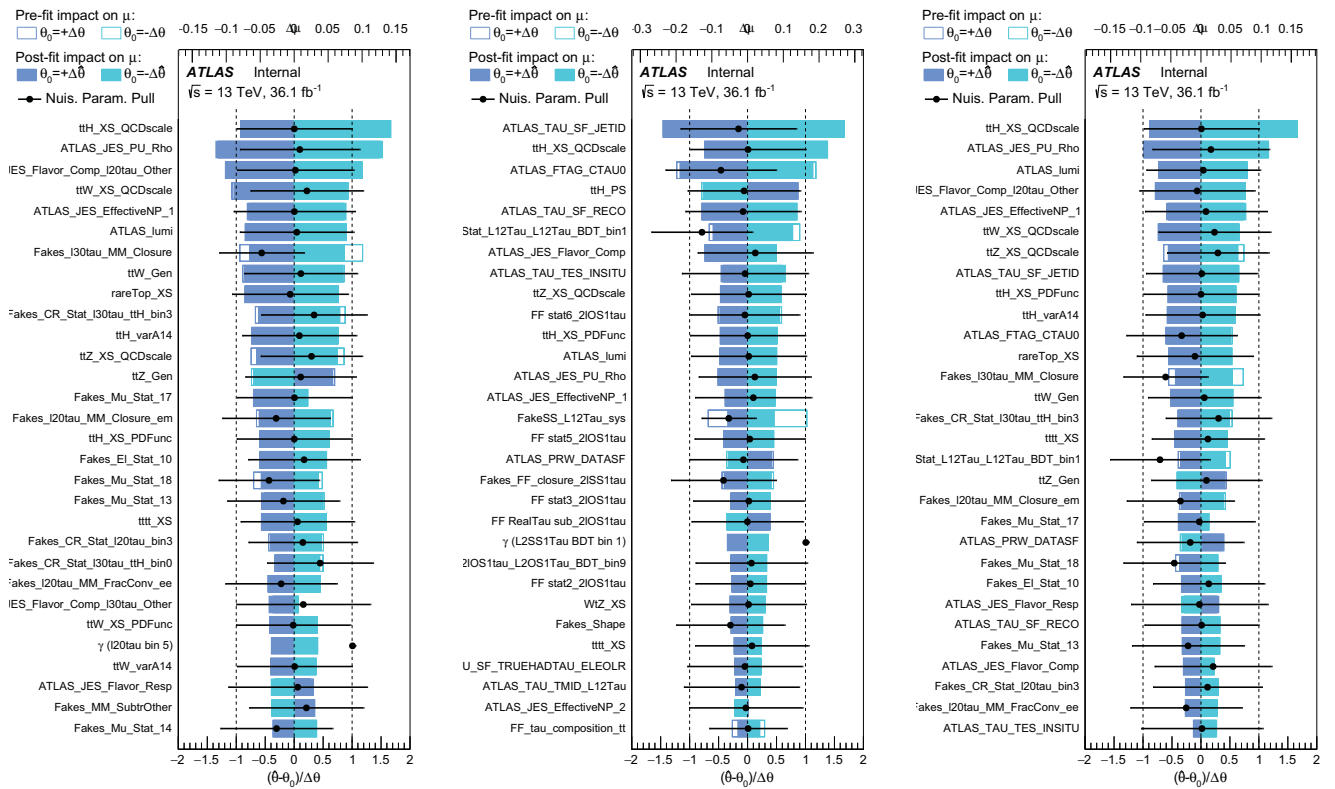 Pre-fit impact on μ:
θ₀=+Δθ θ₀=-Δθ
Post-fit impact on μ:
θ₀=+Δθ̂ θ₀=-Δθ̂
Nuis. Param. Pull
−0.15 −0.1 −0.05 0 0.05 0.1 0.15
Δμ
ATLAS Internal
√s = 13 TeV, 36.1 fb⁻¹
ttH_XS_QCDscale
ATLAS_JES_PU_Rho
JES_Flavor_Comp_l20tau_Other
ttW_XS_QCDscale
ATLAS_JES_EffectiveNP_1
ATLAS_lumi
Fakes_l30tau_MM_Closure
ttW_Gen
rareTop_XS
Fakes_CR_Stat_l30tau_ttH_bin3
ttH_varA14
ttZ_XS_QCDscale
ttZ_Gen
Fakes_Mu_Stat_17
Fakes_l20tau_MM_Closure_em
ttH_XS_PDFunc
Fakes_El_Stat_10
Fakes_Mu_Stat_18
Fakes_Mu_Stat_13
tttt_XS
Fakes_CR_Stat_l20tau_bin3
Fakes_CR_Stat_l30tau_ttH_bin0
Fakes_l20tau_MM_FracConv_ee
JES_Flavor_Comp_l30tau_Other
ttW_XS_PDFunc
γ (l20tau bin 5)
ttW_varA14
ATLAS_JES_Flavor_Resp
Fakes_MM_SubtrOther
Fakes_Mu_Stat_14
−2 −1.5 −1 −0.5 0 0.5 1 1.5 2
(θ̂-θ₀)/Δθ
Pre-fit impact on μ:
θ₀=+Δθ θ₀=-Δθ
Post-fit impact on μ:
θ₀=+Δθ̂ θ₀=-Δθ̂
Nuis. Param. Pull
−0.3 −0.2 −0.1 0 0.1 0.2 0.3
Δμ
ATLAS Internal
√s = 13 TeV, 36.1 fb⁻¹
ATLAS_TAU_SF_JETID
ttH_XS_QCDscale
ATLAS_FTAG_CTAU0
ttH_PS
ATLAS_TAU_SF_RECO
Stat_L12Tau_L12Tau_BDT_bin1
ATLAS_JES_Flavor_Comp
ATLAS_TAU_TES_INSITU
ttZ_XS_QCDscale
FF stat6_2lOS1tau
ttH_XS_PDFunc
ATLAS_lumi
ATLAS_JES_PU_Rho
ATLAS_JES_EffectiveNP_1
FakeSS_L12Tau_sys
FF stat5_2lOS1tau
ATLAS_PRW_DATASF
Fakes_FF_closure_2lSS1tau
FF stat3_2lOS1tau
FF RealTau sub_2lOS1tau
γ (L2SS1Tau BDT bin 1)
2lOS1tau_L2OS1Tau_BDT_bin9
FF stat2_2lOS1tau
WtZ_XS
Fakes_Shape
tttt_XS
U_SF_TRUEHADTAU_ELEOLR
ATLAS_TAU_TMID_L12Tau
ATLAS_JES_EffectiveNP_2
FF_tau_composition_tt
−2 −1.5 −1 −0.5 0 0.5 1 1.5 2
(θ̂-θ₀)/Δθ
Pre-fit impact on μ:
θ₀=+Δθ θ₀=-Δθ
Post-fit impact on μ:
θ₀=+Δθ̂ θ₀=-Δθ̂
Nuis. Param. Pull
−0.15 −0.1 −0.05 0 0.05 0.1 0.15
Δμ
ATLAS Internal
√s = 13 TeV, 36.1 fb⁻¹
ttH_XS_QCDscale
ATLAS_JES_PU_Rho
ATLAS_lumi
JES_Flavor_Comp_l20tau_Other
ATLAS_JES_EffectiveNP_1
ttW_XS_QCDscale
ttZ_XS_QCDscale
ATLAS_TAU_SF_JETID
ttH_XS_PDFunc
ttH_varA14
ATLAS_FTAG_CTAU0
rareTop_XS
Fakes_l30tau_MM_Closure
ttW_Gen
Fakes_CR_Stat_l30tau_ttH_bin3
tttt_XS
Stat_L12Tau_L12Tau_BDT_bin1
ttZ_Gen
Fakes_l20tau_MM_Closure_em
Fakes_Mu_Stat_17
ATLAS_PRW_DATASF
Fakes_Mu_Stat_18
Fakes_El_Stat_10
ATLAS_JES_Flavor_Resp
ATLAS_TAU_SF_RECO
Fakes_Mu_Stat_13
ATLAS_JES_Flavor_Comp
Fakes_CR_Stat_l20tau_bin3
Fakes_l20tau_MM_FracConv_ee
ATLAS_TAU_TES_INSITU
−2 −1.5 −1 −0.5 0 0.5 1 1.5 2
(θ̂-θ₀)/Δθ